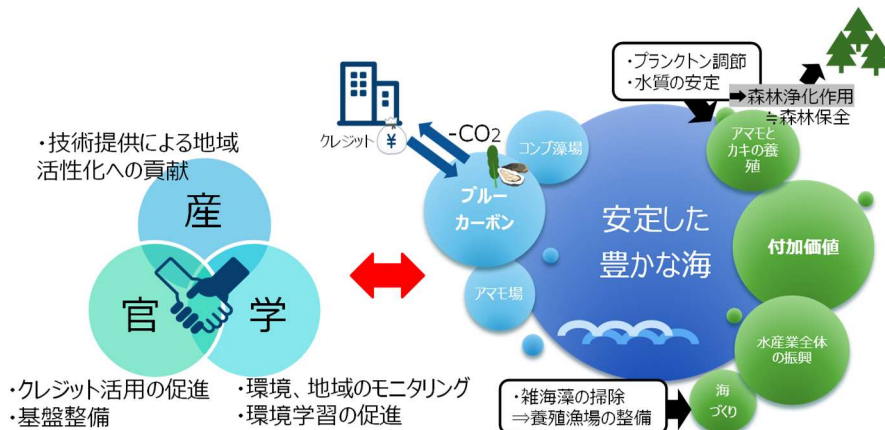 ・技術提供による地域
活性化への貢献
産
官
学
・クレジット活用の促進
・基盤整備
・環境、地域のモニタリング
・環境学習の促進
クレジット
¥
-CO2
ブルー
カーボン
コンブ藻場
アマモ場
安定した
豊かな海
・プランクトン調節
・水質の安定
➡森林浄化作用
≒森林保全
アマモと
カキの養
殖
付加価値
水産業全体
の振興
海
づくり
・雑海藻の掃除
⇒養殖漁場の整備